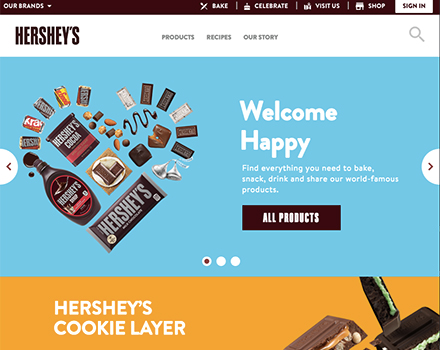 OUR BRANDS
BAKE
CELEBRATE
VISIT US
SHOP
SIGN IN
HERSHEY'S
PRODUCTS
RECIPES
OUR STORY
HERSHEY'S
COCOA
HERSHEY'S
HERSHEY'S
Welcome
Happy
Find everything you need to bake,
snack, drink and share our world-famous
products.
ALL PRODUCTS
HERSHEY'S
COOKIE LAYER